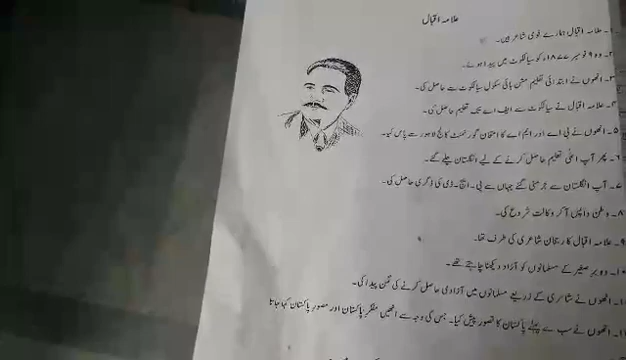 علامہ اقبال
۱۔ علامہ اقبال ہمارے قومی شاعر ہیں۔
۲۔ وہ ۹ نومبر ۱۸۷۷ء کو سیالکوٹ میں پیدا ہوئے۔
۳۔ انھوں نے ابتدائی تعلیم مشن ہائی سکول سیالکوٹ سے حاصل کی۔
۴۔ علامہ اقبال نے سیالکوٹ سے ایف اے تک تعلیم حاصل کی۔
۵۔ انھوں نے بی اے اور ایم اے کا امتحان گورنمنٹ کالج لاہور سے پاس کیا۔
۶۔ پھر آپ اعلٰی تعلیم حاصل کرنے کے لیے انگلستان چلے گئے۔
۷۔ آپ انگلستان سے جرمنی گئے جہاں سے پی۔ ایچ۔ ڈی کی ڈگری حاصل کی۔
۸۔ وطن واپس آکر وکالت شروع کی۔
۹۔ علامہ اقبال کا رجحان شاعری کی طرف تھا۔
۱۰۔ وہ برصغیر کے مسلمانوں کو آزاد دیکھنا چاہتے تھے۔
۱۱۔ انھوں نے شاعری کے ذریعے مسلمانوں میں آزادی حاصل کرنے کی لگن پیدا کی۔
۱۲۔ انھوں نے سب سے پہلے پاکستان کا تصور پیش کیا۔ جس کی وجہ سے انھیں مفکر پاکستان اور مصور پاکستان کہا جاتا